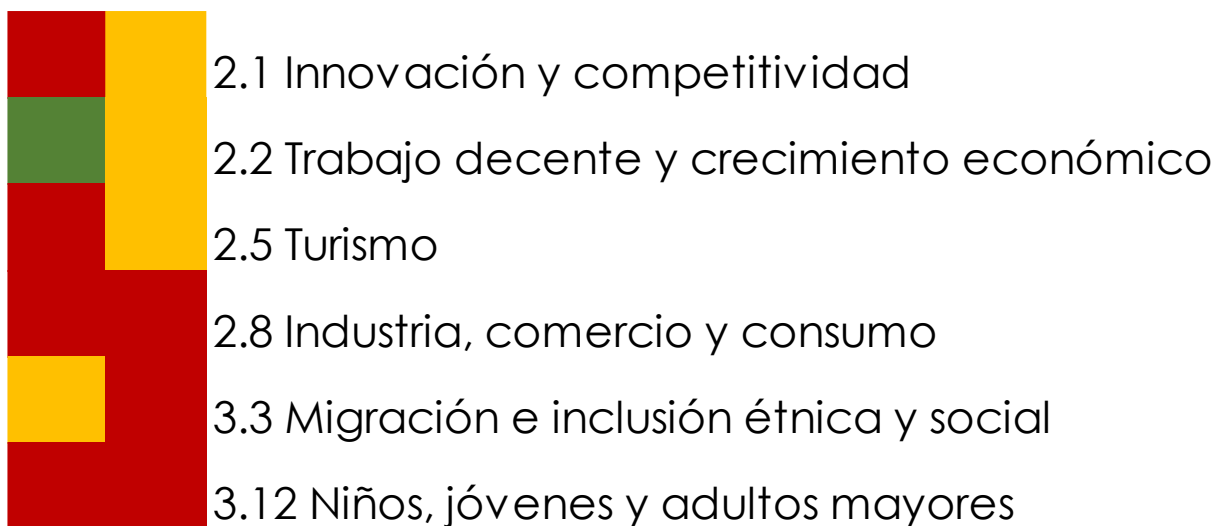 2.1 Innovación y competitividad
2.2 Trabajo decente y crecimiento económico
2.5 Turismo
2.8 Industria, comercio y consumo
3.3 Migración e inclusión étnica y social
3.12 Niños, jóvenes y adultos mayores